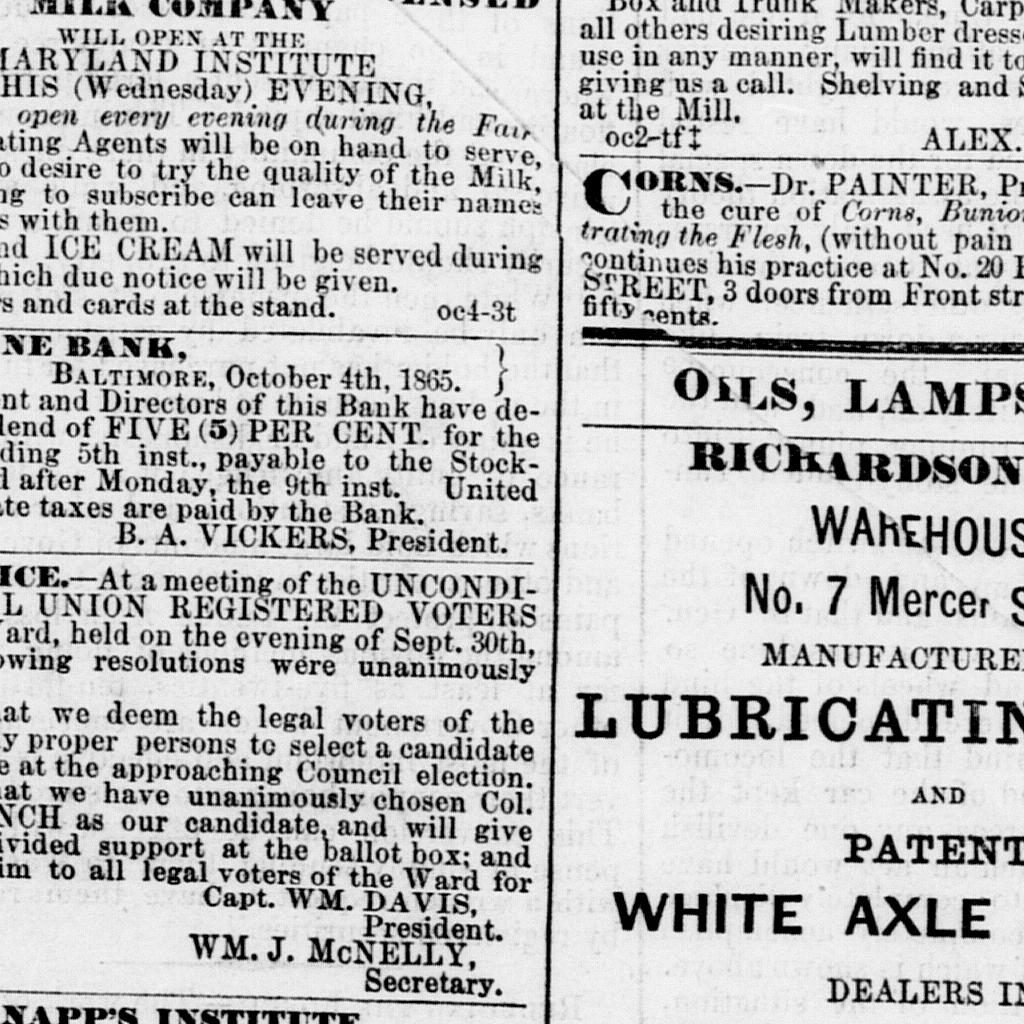 MILK COMPANY
WILL OPEN AT THE
MARYLAND INSTITUTE
HIS (Wednesday) EVENING,
open every evening during the Fair
ating Agents will be on hand to serve,
o desire to try the quality of the Milk,
ng to subscribe can leave their names
s with them.
nd ICE CREAM will be served during
hich due notice will be given.
rs and cards at the stand. oc4-3t
NE BANK,
BALTIMORE, October 4th, 1865.
ent and Directors of this Bank have de-
dend of FIVE (5) PER CENT. for the
ding 5th inst., payable to the Stock-
d after Monday, the 9th inst. United
ate taxes are paid by the Bank.
B. A. VICKERS, President.
ICE.—At a meeting of the UNCONDI-
L UNION REGISTERED VOTERS
ard, held on the evening of Sept. 30th,
owing resolutions were unanimously
at we deem the legal voters of the
ly proper persons to select a candidate
e at the approaching Council election.
at we have unanimously chosen Col.
NCH as our candidate, and will give
ivided support at the ballot box; and
im to all legal voters of the Ward for
Capt. WM. DAVIS,
President.
WM. J. McNELLY,
Secretary.
NAPP'S INSTITUTE
Box and Trunk Makers, Carp
all others desiring Lumber dresse
use in any manner, will find it to
giving us a call. Shelving and S
at the Mill.
oc2-tf‡ ALEX.
CORNS.—Dr. PAINTER, Pr
the cure of Corns, Bunion
trating the Flesh, (without pain
continues his practice at No. 20 
STREET, 3 doors from Front str
fifty cents.
OILS, LAMPS
RICHARDSON
WAREHOUS
No. 7 Mercer S
MANUFACTURE
LUBRICATIN
AND
PATENT
WHITE AXLE
DEALERS IN